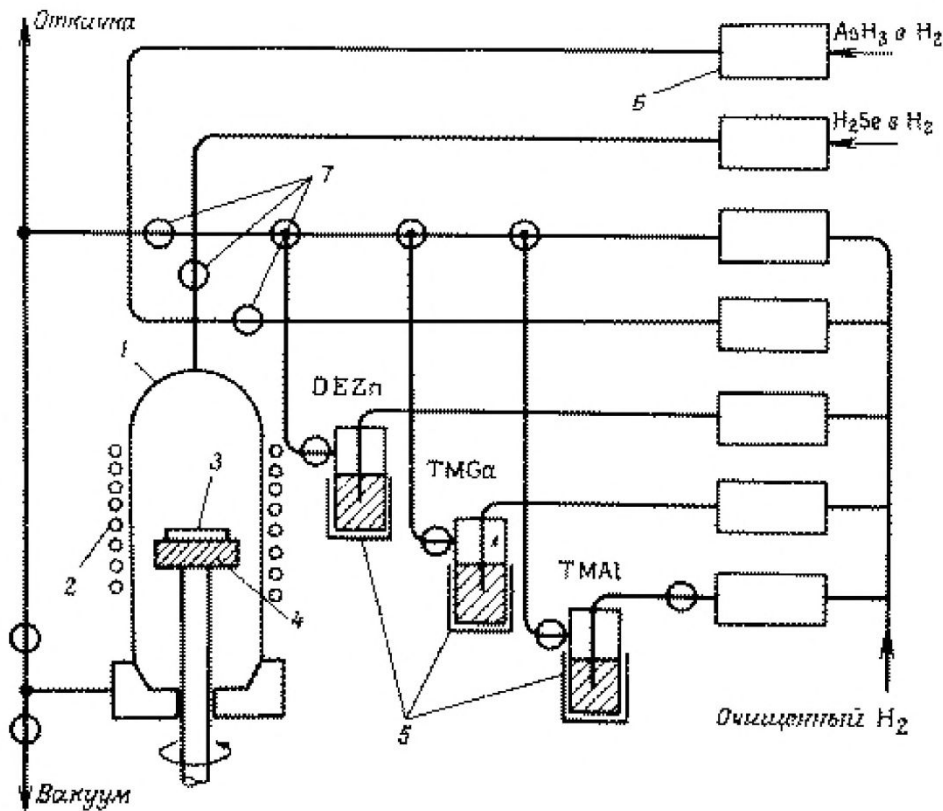 Откачка
AsH₃ в H₂
6
H₂Se в H₂
7
1
DEZn
TMGa
3
2
TMAl
4
5
Очищенный H₂
Вакуум